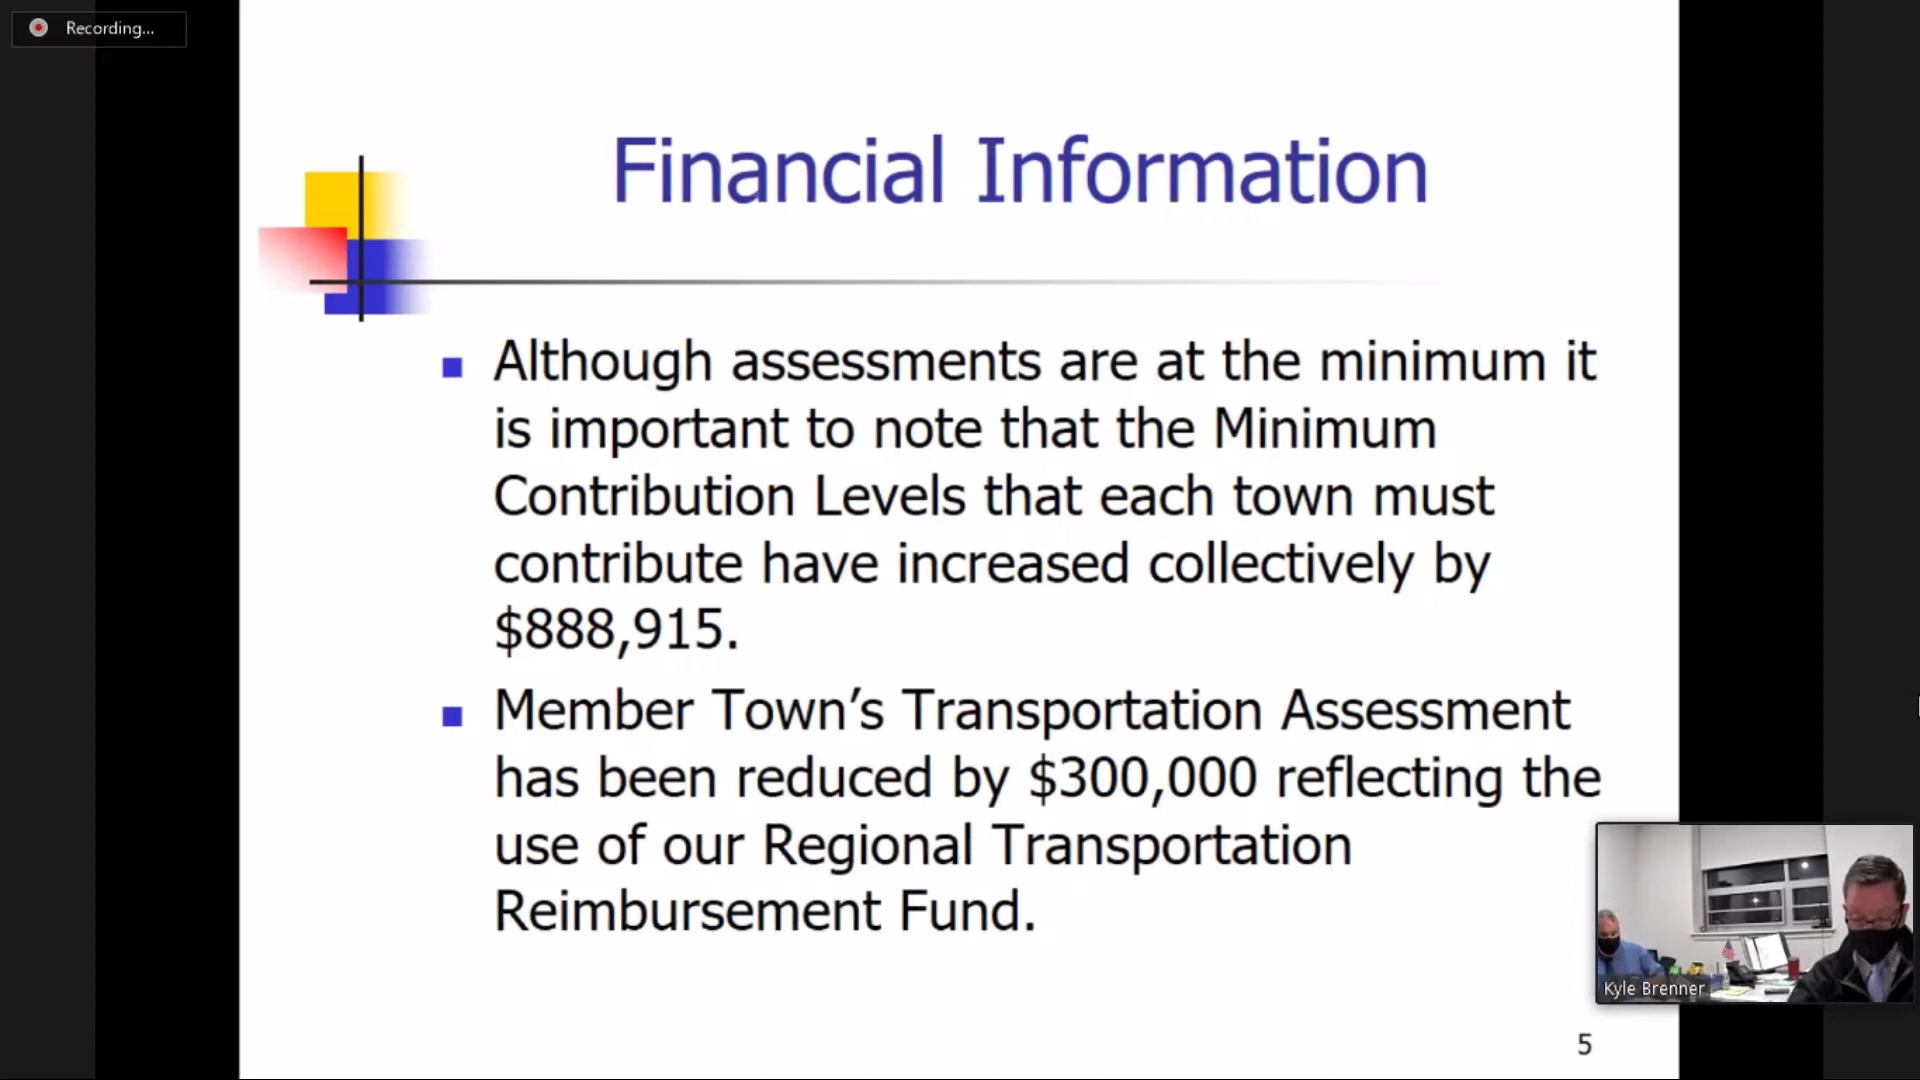 Recording...
Financial Information
Although assessments are at the minimum it
is important to note that the Minimum
Contribution Levels that each town must
contribute have increased collectively by
$888,915.
Member Town’s Transportation Assessment
has been reduced by $300,000 reflecting the
use of our Regional Transportation
Reimbursement Fund.
Kyle Brenner
5